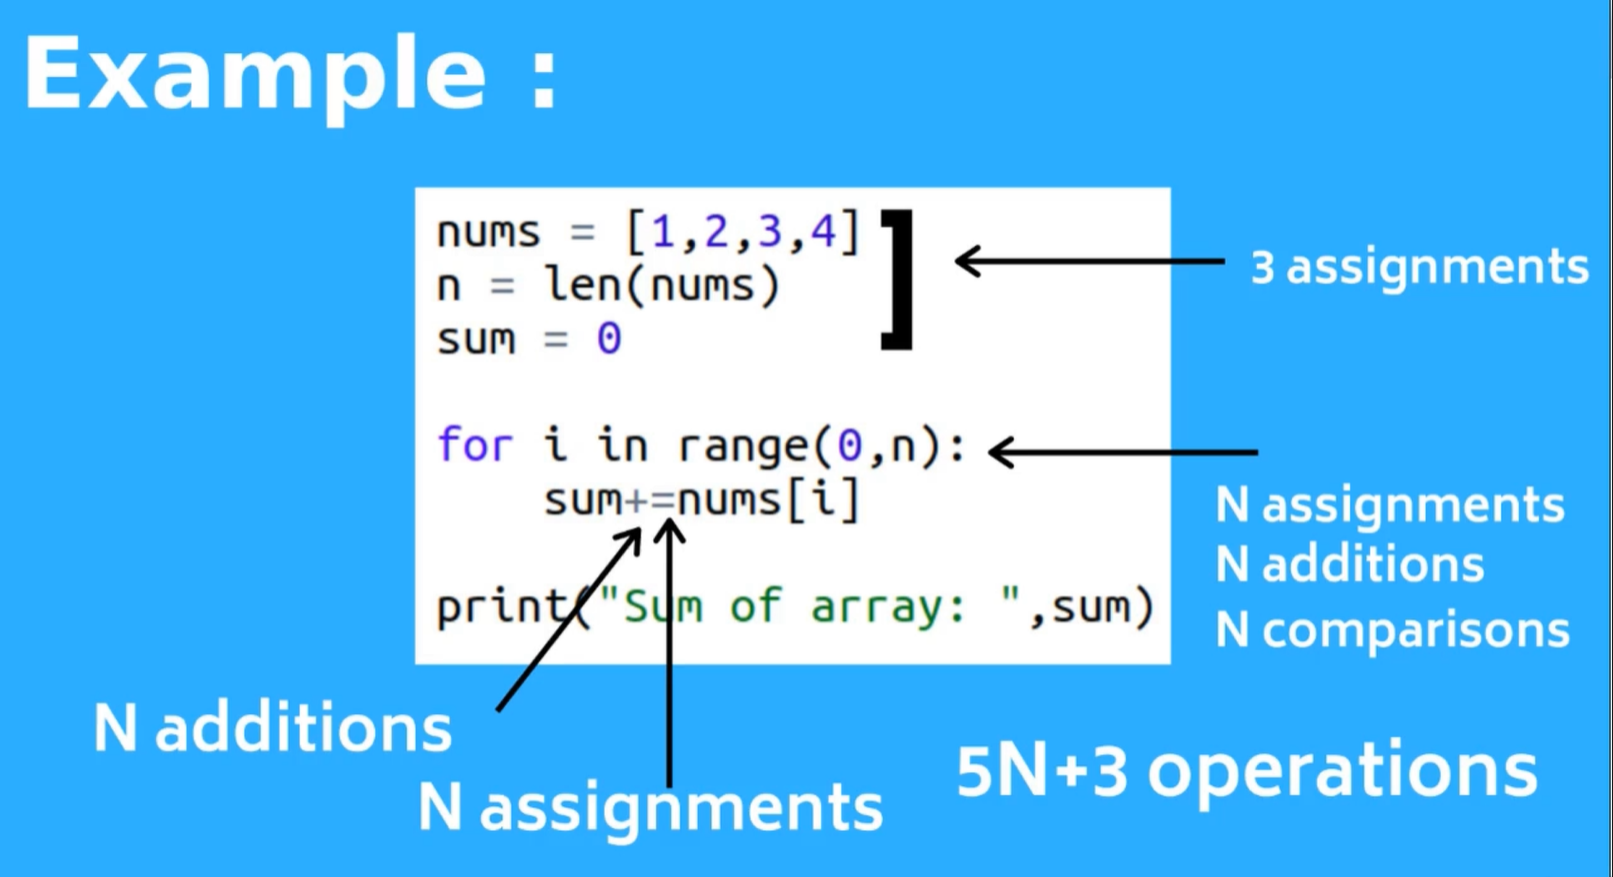 Example :
nums = [1,2,3,4]
n = len(nums)
sum = 0
3 assignments
for i in range(0,n):
sum+=nums[i]
N assignments
N additions
N comparisons
print("Sum of array: ",sum)
N additions
N assignments
5N+3 operations